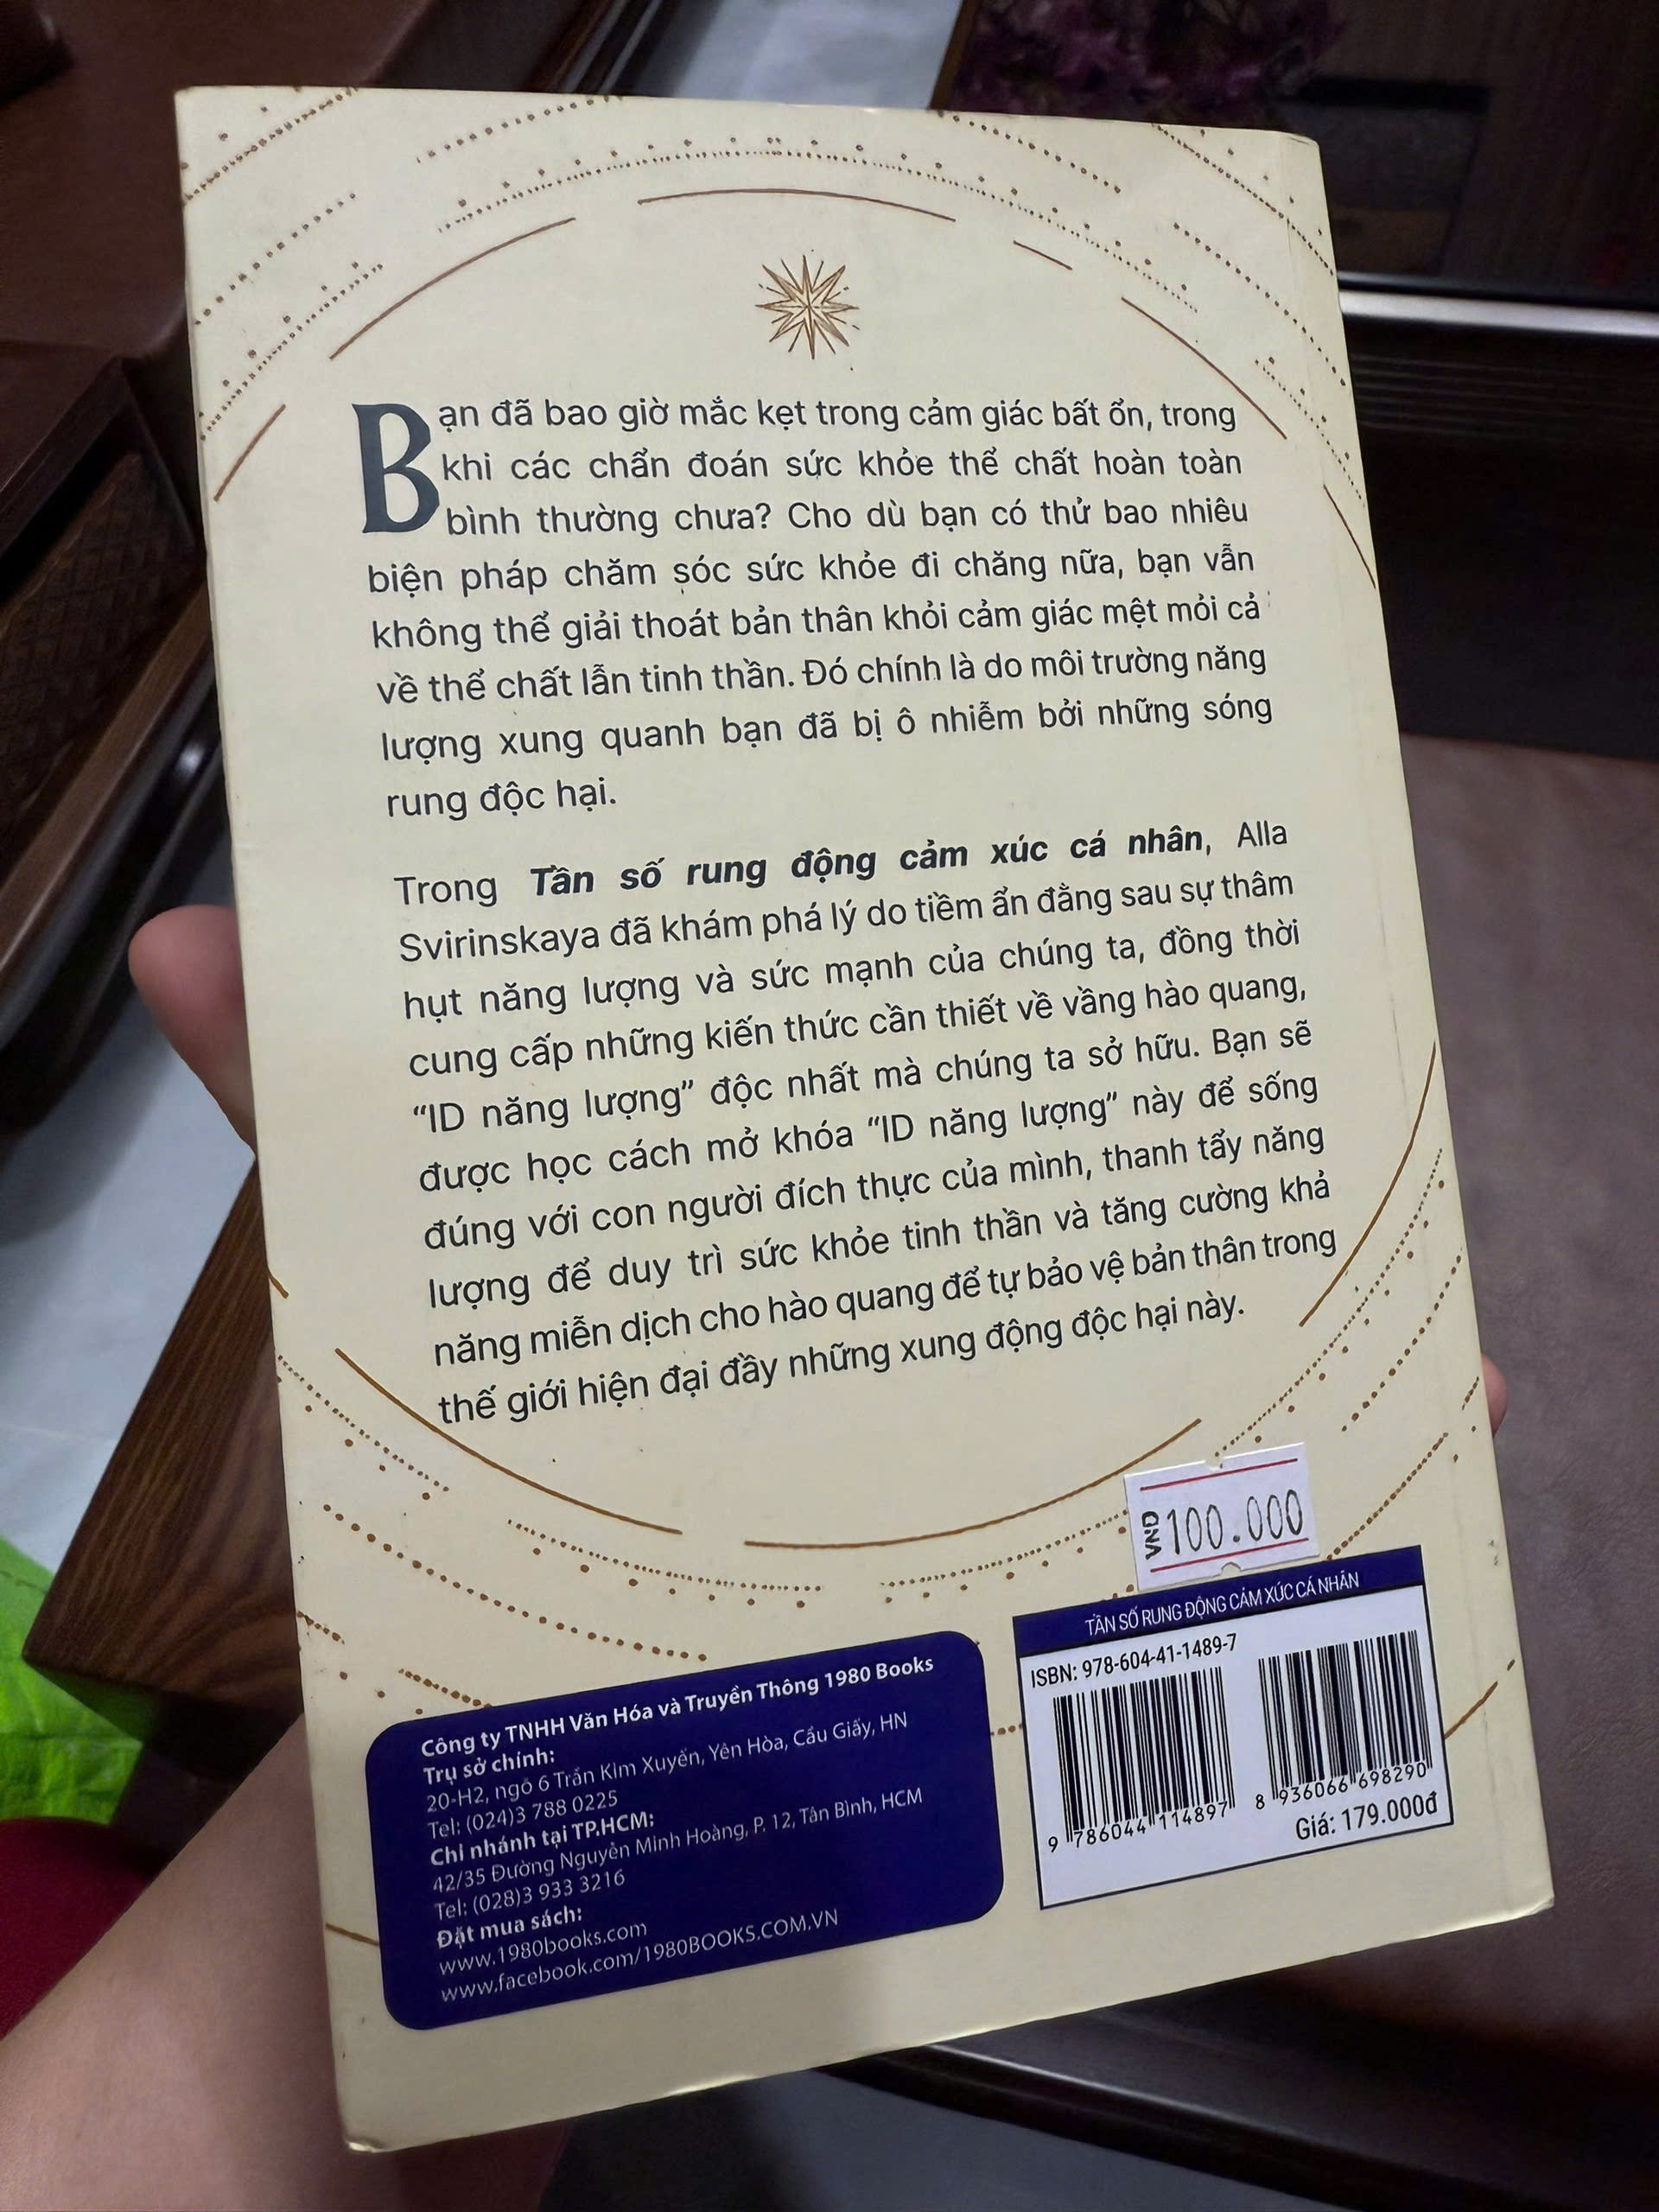 Bạn đã bao giờ mắc kẹt trong cảm giác bất ổn, trong
khi các chẩn đoán sức khỏe thể chất hoàn toàn
bình thường chưa? Cho dù bạn có thử bao nhiêu
biện pháp chăm sóc sức khỏe đi chăng nữa, bạn vẫn
không thể giải thoát bản thân khỏi cảm giác mệt mỏi cả
về thể chất lẫn tinh thần. Đó chính là do môi trường năng
lượng xung quanh bạn đã bị ô nhiễm bởi những sóng
rung độc hại.
Trong Tần số rung động cảm xúc cá nhân, Alla
Svirinskaya đã khám phá lý do tiềm ẩn đằng sau sự thâm
hụt năng lượng và sức mạnh của chúng ta, đồng thời
cung cấp những kiến thức cần thiết về vầng hào quang,
“ID năng lượng” độc nhất mà chúng ta sở hữu. Bạn sẽ
được học cách mở khóa “ID năng lượng” này để sống
đúng với con người đích thực của mình, thanh tẩy năng
lượng để duy trì sức khỏe tinh thần và tăng cường khả
năng miễn dịch cho hào quang để tự bảo vệ bản thân trong
thế giới hiện đại đầy những xung động độc hại này.
VND 100.000
Công ty TNHH Văn Hóa và Truyền Thông 1980 Books
Trụ sở chính:
20-H2, ngõ 6 Trần Kim Xuyến, Yên Hòa, Cầu Giấy, HN
Tel: (024)3 788 0225
Chi nhánh tại TP.HCM:
42/35 Đường Nguyễn Minh Hoàng, P. 12, Tân Bình, HCM
Tel: (028)3 933 3216
Đặt mua sách:
www.1980books.com
www.facebook.com/1980BOOKS.COM.VN
TẦN SỐ RUNG ĐỘNG CẢM XÚC CÁ NHÂN
ISBN: 978-604-41-1489-7
9 786044 114897
8 936066 698290
Giá: 179.000đ